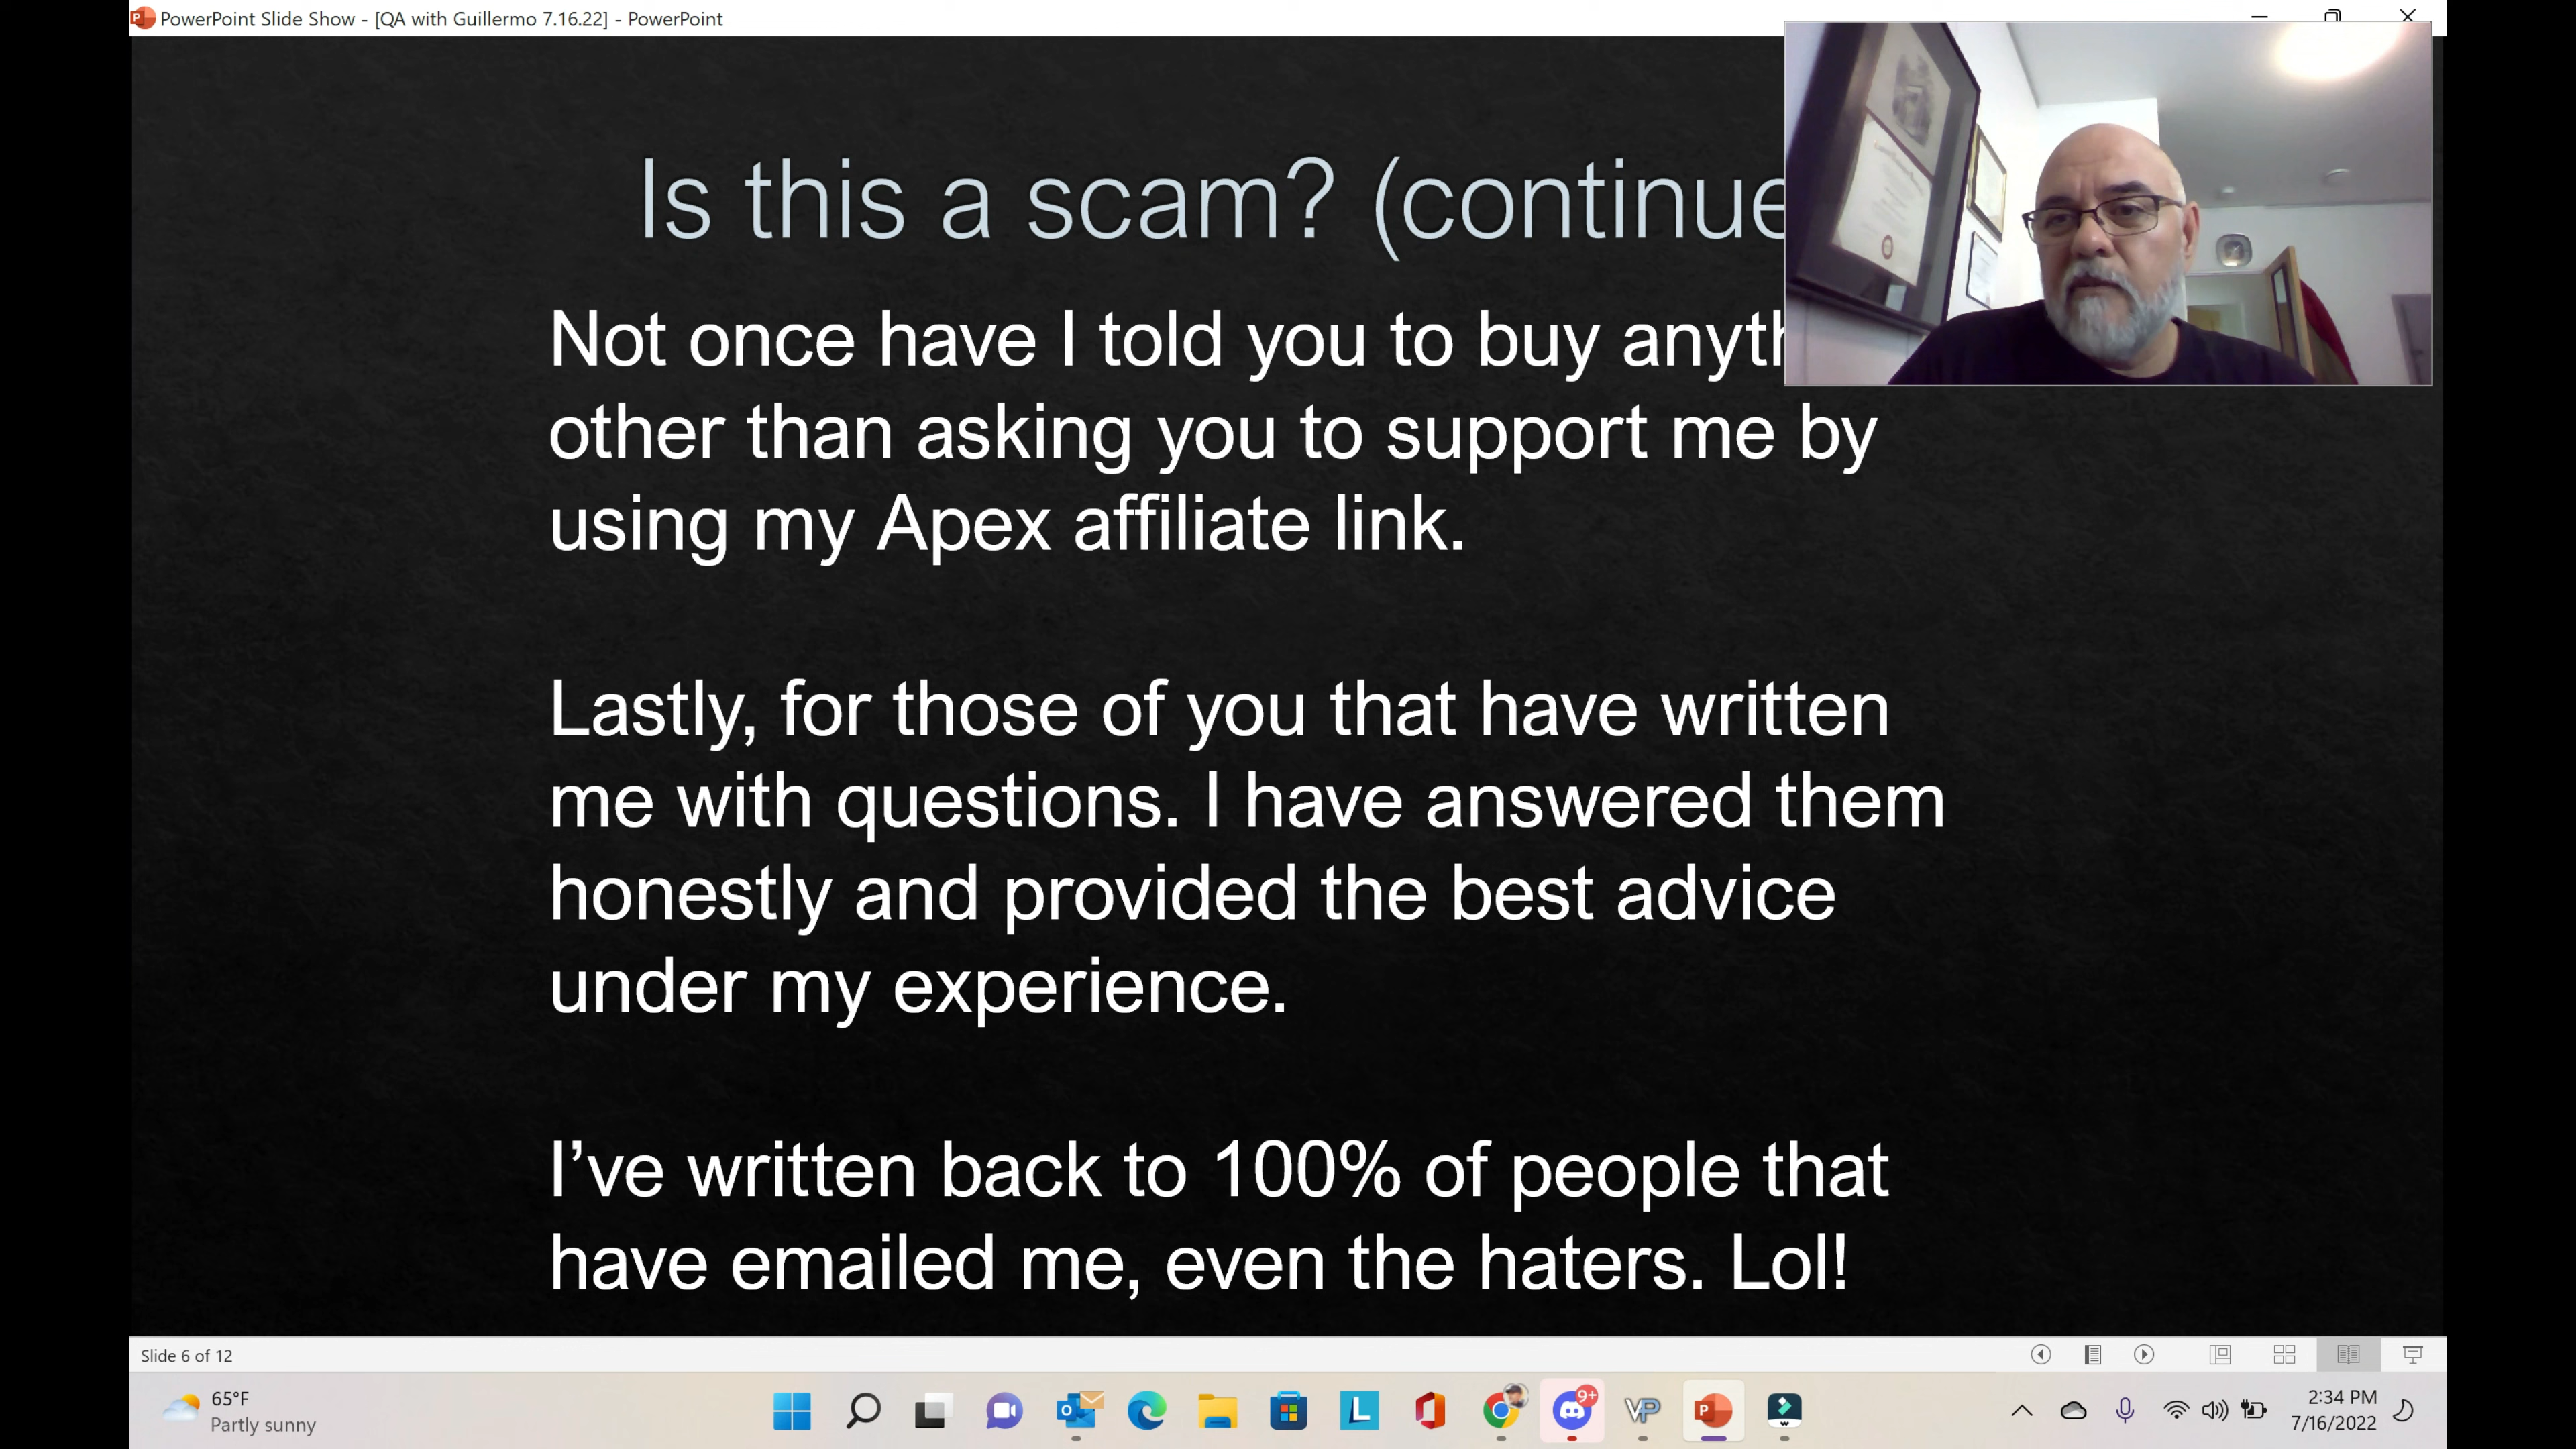 PowerPoint Slide Show - [QA with Guillermo 7.16.22] - PowerPoint
Is this a scam? (continue
Not once have I told you to buy anyth
other than asking you to support me by
using my Apex affiliate link.
Lastly, for those of you that have written
me with questions. I have answered them
honestly and provided the best advice
under my experience.
I’ve written back to 100% of people that
have emailed me, even the haters. Lol!
Slide 6 of 12
65°F
Partly sunny
9+
2:34 PM
7/16/2022